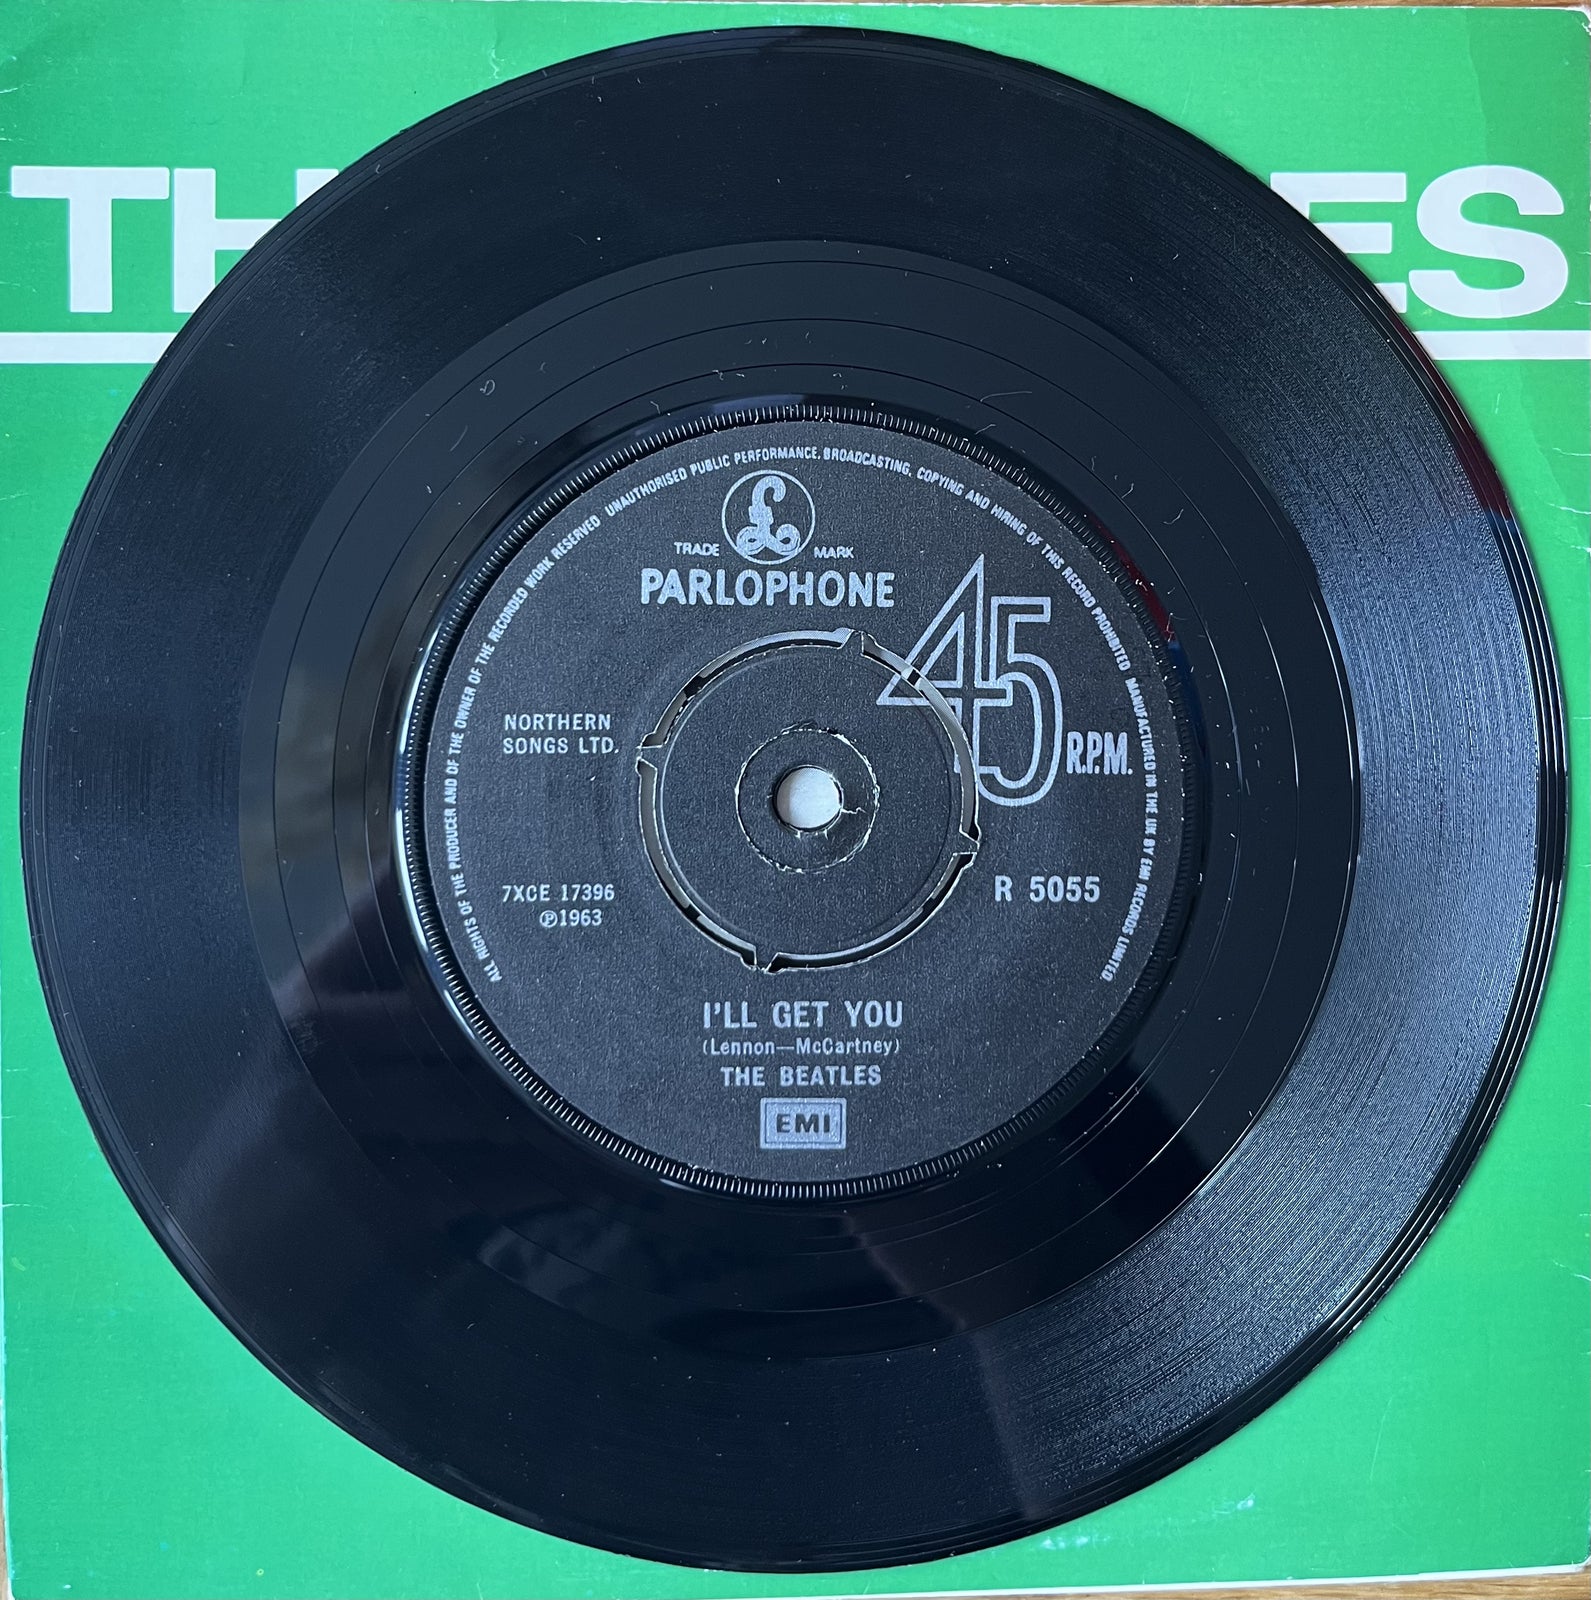 TH ES
ALL RIGHTS OF THE PRODUCER AND OF THE OWNER OF THE RECORDED WORK RESERVED UNAUTHORISED PUBLIC PERFORMANCE, BROADCASTING, COPYING AND HIRING OF THIS RECORD PROHIBITED MANUFACTURED IN THE UK BY EMI RECORDS LIMITED
£
TRADE MARK
PARLOPHONE
45 R.P.M.
NORTHERN
SONGS LTD.
7XCE 17396
℗1963
R 5055
I'LL GET YOU
(Lennon—McCartney)
THE BEATLES
EMI